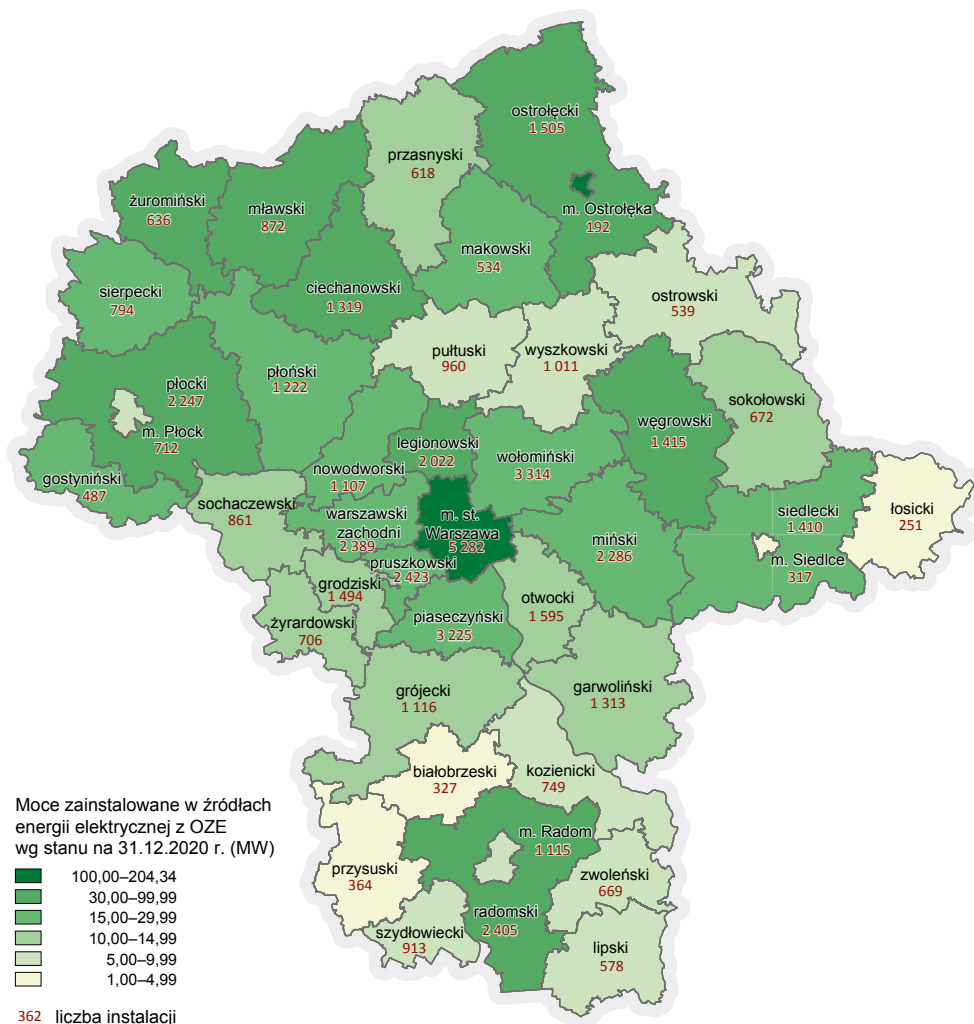 ostrołęcki
1 505
przasnyski
618
żuromiński
636
mławski
872
m. Ostrołęka
192
makowski
534
ciechanowski
1 319
sierpecki
794
ostrowski
539
pułtuski
960
wyszkowski
1 011
płoński
1 222
płocki
2 247
sokołowski
672
węgrowski
1 415
m. Płock
712
legionowski
2 022
wołomiński
3 314
nowodworski
1 107
gostyniński
487
sochaczewski
861
warszawski
zachodni
2 389
m. st.
Warszawa
5 282
siedlecki
1 410
łosicki
251
miński
2 286
m. Siedlce
317
pruszkowski
2 423
grodziski
1 494
otwocki
1 595
piaseczyński
3 225
żyrardowski
706
grójecki
1 116
garwoliński
1 313
białobrzeski
327
kozienicki
749
m. Radom
1 115
przysuski
364
zwoleński
669
radomski
2 405
szydłowiecki
913
lipski
578
Moce zainstalowane w źródłach
energii elektrycznej z OZE
wg stanu na 31.12.2020 r. (MW)
100,00–204,34
30,00–99,99
15,00–29,99
10,00–14,99
5,00–9,99
1,00–4,99
362 liczba instalacji